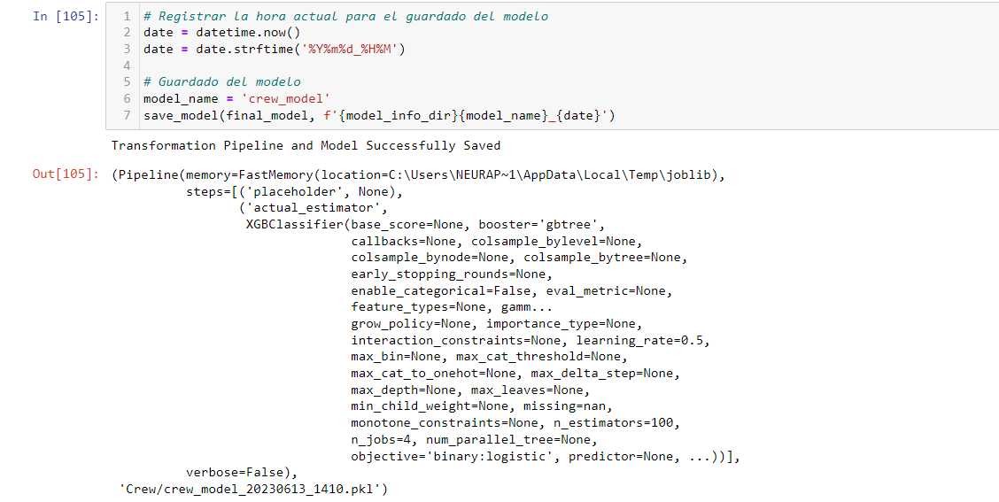 In [105]:
1 # Registrar la hora actual para el guardado del modelo
2 date = datetime.now()
3 date = date.strftime('%Y%m%d_%H%M')
4
5 # Guardado del modelo
6 model_name = 'crew_model'
7 save_model(final_model, f'{model_info_dir}{model_name}_{date}')
Transformation Pipeline and Model Successfully Saved
Out[105]: (Pipeline(memory=FastMemory(location=C:\Users\NEURAP~1\AppData\Local\Temp\joblib),
steps=[('placeholder', None),
('actual_estimator',
XGBClassifier(base_score=None, booster='gbtree',
callbacks=None, colsample_bylevel=None,
colsample_bynode=None, colsample_bytree=None,
early_stopping_rounds=None,
enable_categorical=False, eval_metric=None,
feature_types=None, gamm...
grow_policy=None, importance_type=None,
interaction_constraints=None, learning_rate=0.5,
max_bin=None, max_cat_threshold=None,
max_cat_to_onehot=None, max_delta_step=None,
max_depth=None, max_leaves=None,
min_child_weight=None, missing=nan,
monotone_constraints=None, n_estimators=100,
n_jobs=4, num_parallel_tree=None,
objective='binary:logistic', predictor=None, ...))],
verbose=False),
'Crew/crew_model_20230613_1410.pkl')